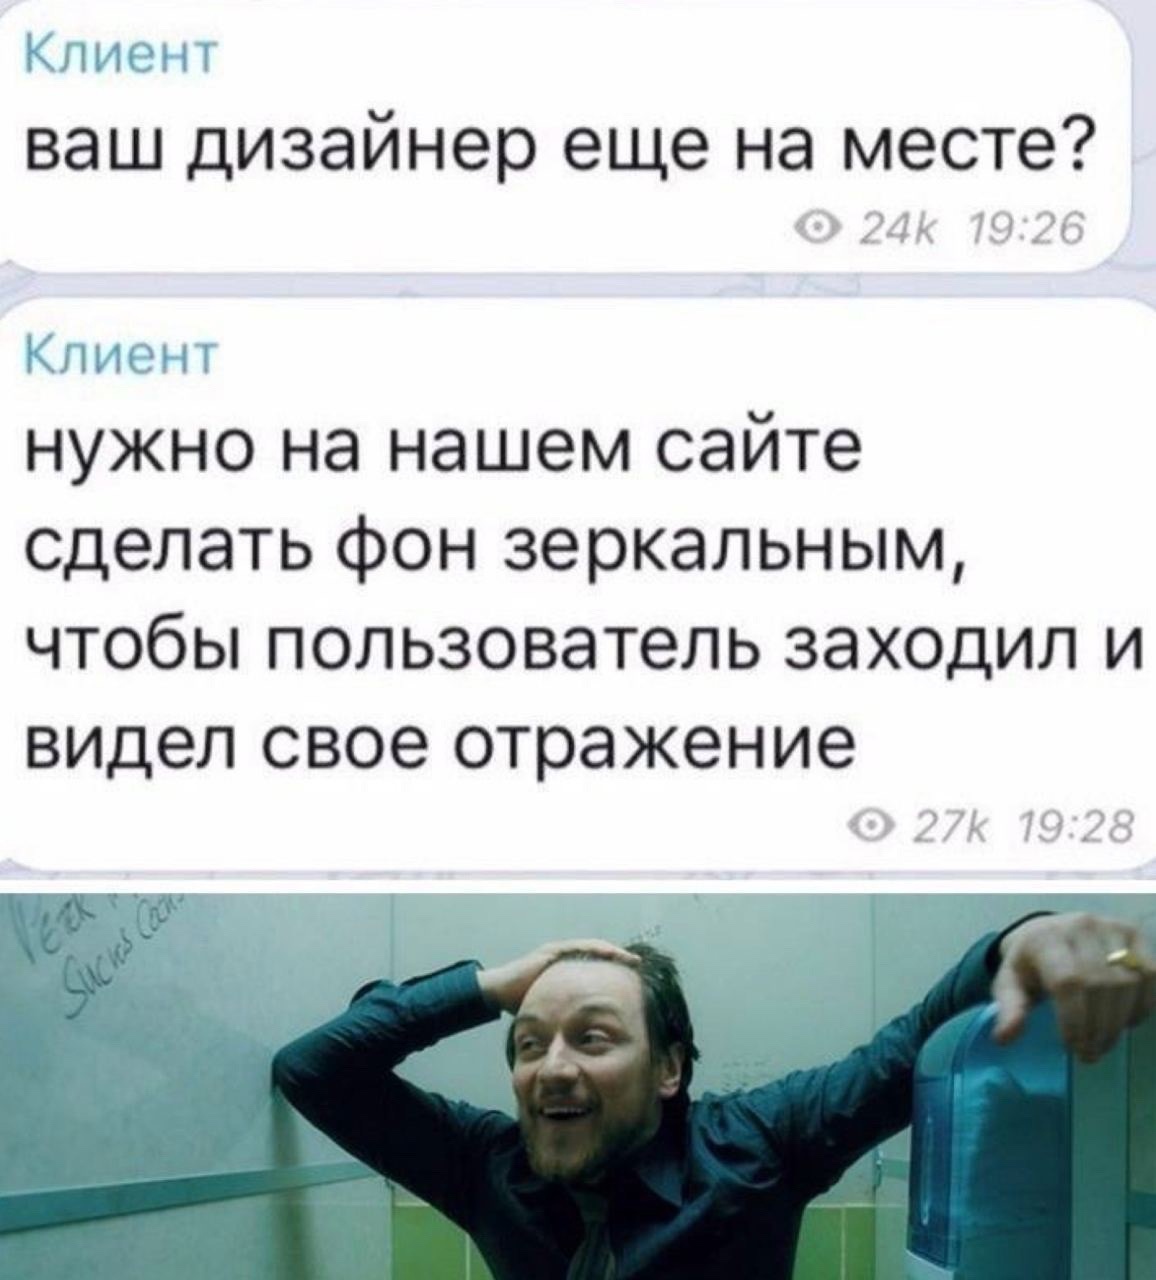 Клиент
ваш дизайнер еще на месте?
24k 19:26
Клиент
нужно на нашем сайте
сделать фон зеркальным,
чтобы пользователь заходил и
видел свое отражение
27k 19:28
Sucks